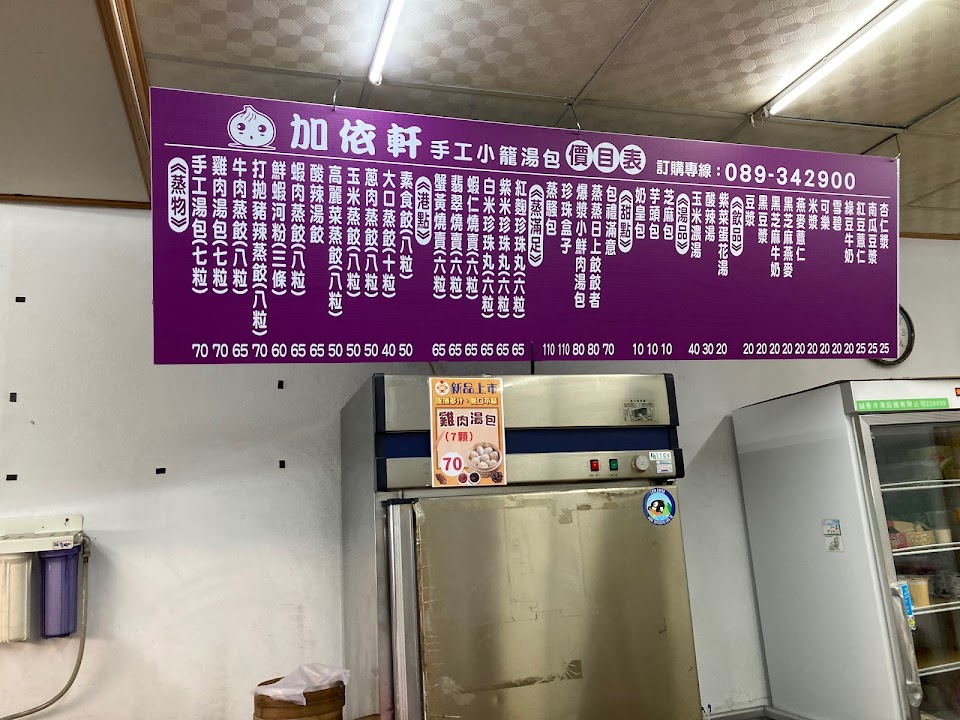 加依軒 手工小籠湯包 價目表 訂購專線：089-342900
《蒸物》
手工湯包(七粒) 70
雞肉湯包(七粒) 70
牛肉蒸餃(八粒) 65
打拋豬辣蒸餃(八粒) 70
鮮蝦河粉(三條) 60
蝦肉蒸餃(八粒) 65
酸辣湯餃 65
高麗菜蒸餃(八粒) 50
玉米蒸餃(八粒) 50
蔥肉蒸餃(八粒) 50
大口蒸餃(十粒) 40
素食餃(八粒) 50
《港點》
蟹黃燒賣(六粒) 65
翡翠燒賣(六粒) 65
蝦仁燒賣(六粒) 65
白米珍珠丸(六粒) 65
紫米珍珠丸(六粒) 65
紅麴珍珠丸(六粒) 65
《蒸滿足》
蒸騷包 110
珍珠盒子 110
爆漿小鮮肉湯包 80
蒸蒸日上餃餃者 80
包禮滿意 70
《甜點》
奶皇包 10
芋頭包 10
芝麻包 10
《湯品》
玉米濃湯 40
酸辣湯 30
紫菜蛋花湯 20
《飲品》
豆漿 20
黑豆漿 20
黑芝麻牛奶 20
黑芝麻燕麥 20
燕麥薏仁 20
米漿 20
可樂 20
雪碧 20
綠豆牛奶 20
紅豆薏仁 25
南瓜豆漿 25
杏仁漿 25
新品上市
皮薄多汁、爽口不膩
雞肉湯包
(7顆)
70